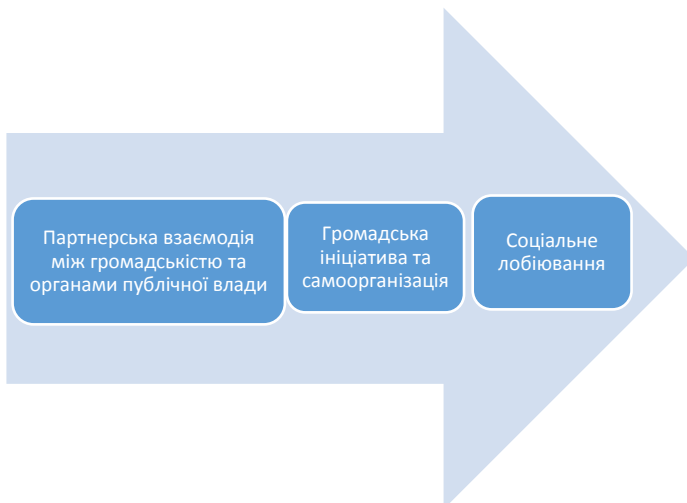 Партнерська взаємодія
між громадськістю та
органами публічної влади
Громадська
ініціатива та
самоорганізація
Соціальне
лобіювання